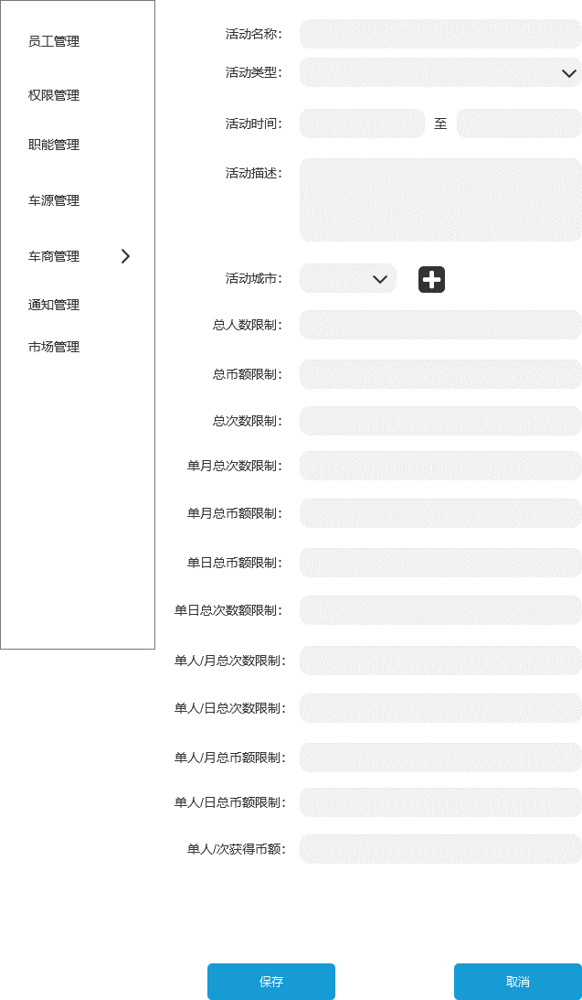 员工管理
权限管理
职能管理
车源管理
车商管理
通知管理
市场管理
活动名称：
活动类型：
活动时间： 至
活动描述：
活动城市：
总人数限制：
总币额限制：
总次数限制：
单月总次数限制：
单月总币额限制：
单日总币额限制：
单日总次数额限制：
单人/月总次数限制：
单人/日总次数限制：
单人/月总币额限制：
单人/日总币额限制：
单人/次获得币额：
保存 取消